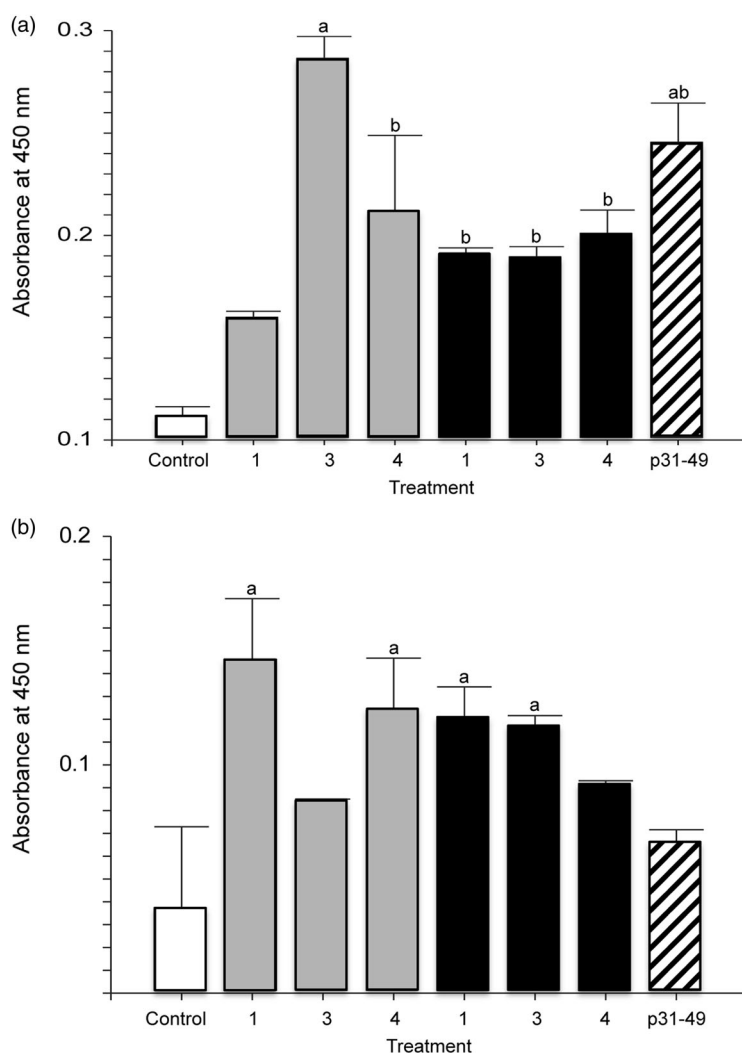 (a)
0.3
0.2
0.1
Absorbance at 450 nm
a
b
b
b
b
ab
Control 1 3 4 1 3 4 p31-49
Treatment
(b)
0.2
0.1
Absorbance at 450 nm
a
a
a
a
Control 1 3 4 1 3 4 p31-49
Treatment